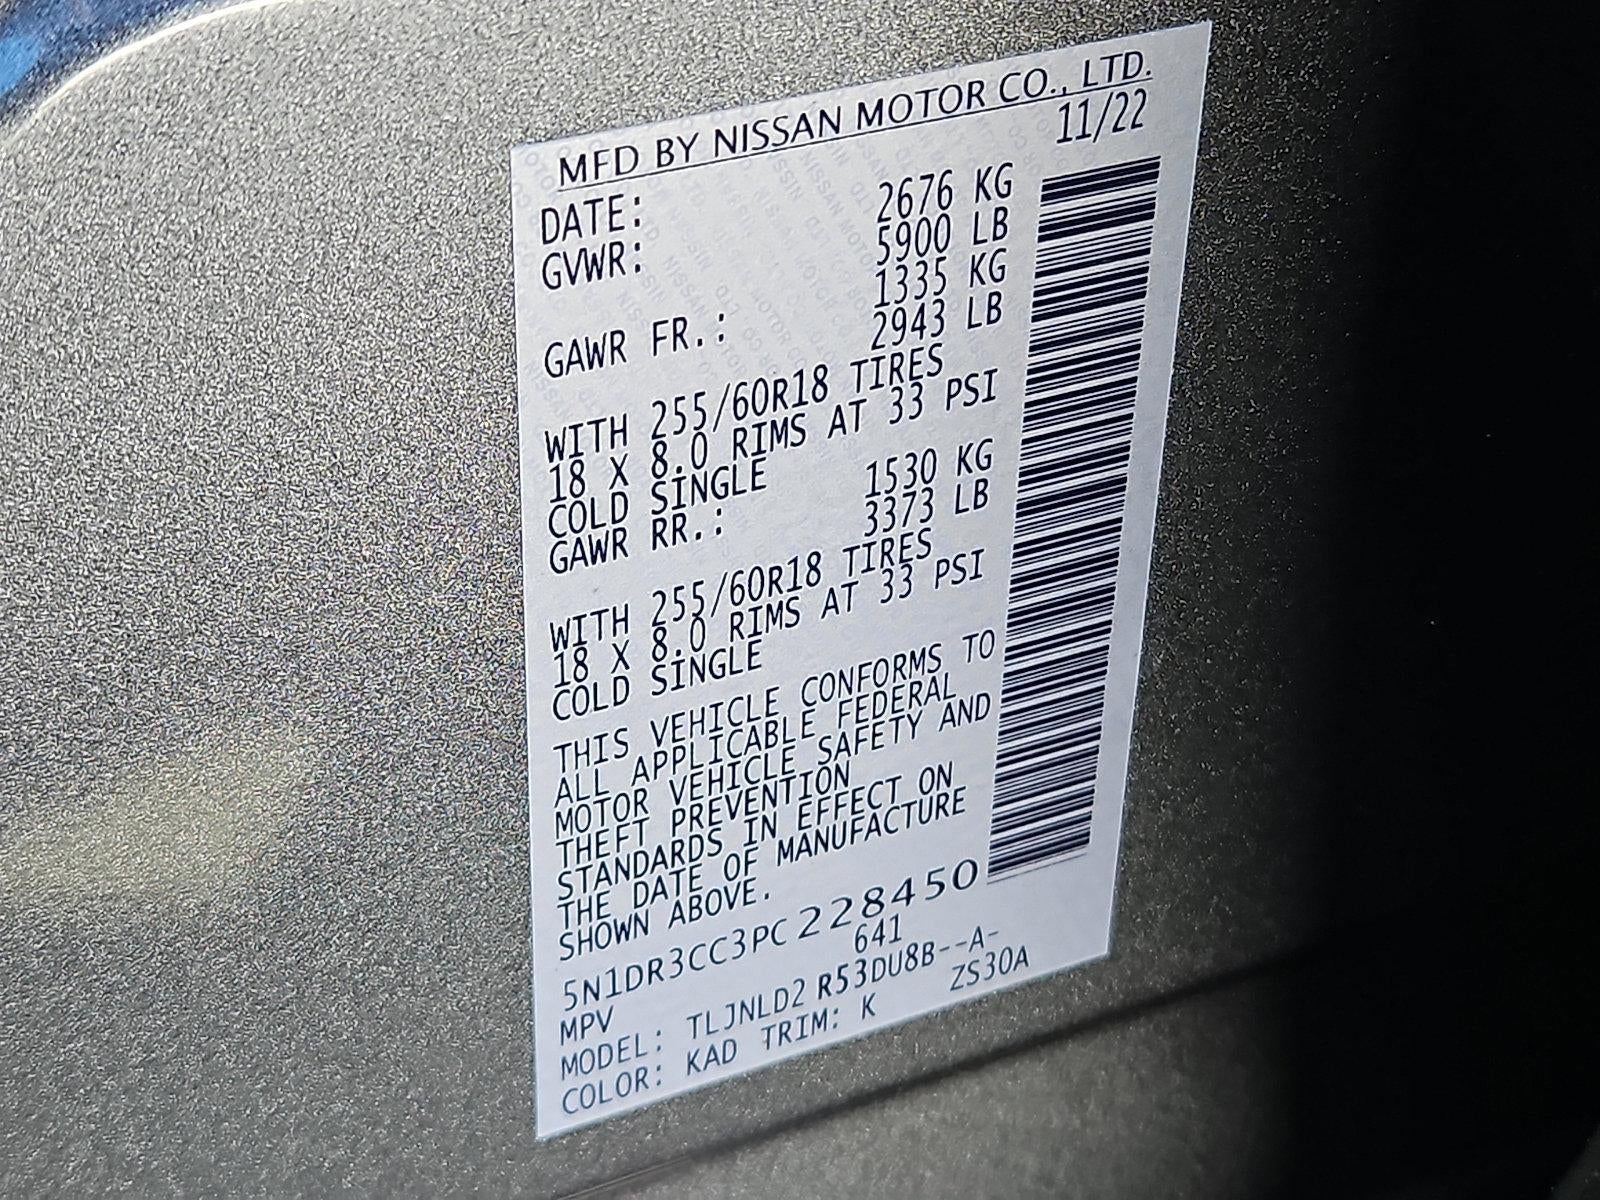 MFD BY NISSAN MOTOR CO., LTD.
DATE: 11/22
GVWR: 2676 KG
5900 LB
GAWR FR.: 1335 KG
2943 LB
WITH 255/60R18 TIRES
18 X 8.0 RIMS AT 33 PSI
COLD SINGLE
GAWR RR.: 1530 KG
3373 LB
WITH 255/60R18 TIRES
18 X 8.0 RIMS AT 33 PSI
COLD SINGLE
THIS VEHICLE CONFORMS TO
ALL APPLICABLE FEDERAL
MOTOR VEHICLE SAFETY AND
THEFT PREVENTION
STANDARDS IN EFFECT ON
THE DATE OF MANUFACTURE
SHOWN ABOVE.
5N1DR3CC3PC228450
MPV 641
MODEL: TLJNLD2 R53DU8B--A-
COLOR: KAD TRIM: K ZS30A